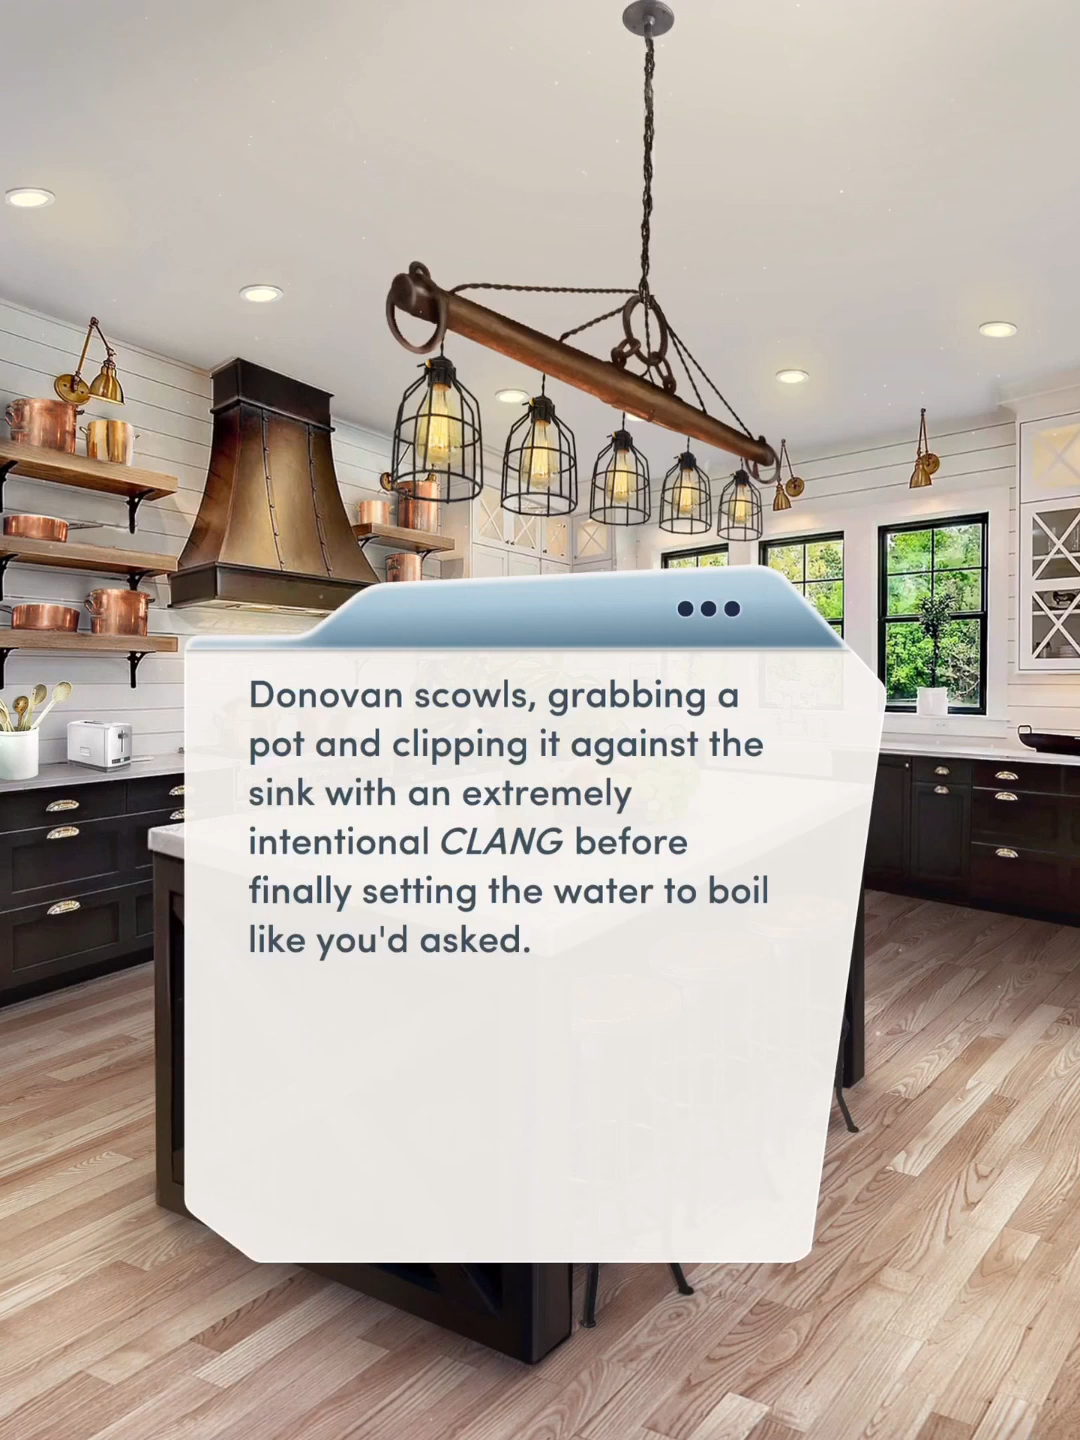 Donovan scowls, grabbing a
pot and clipping it against the
sink with an extremely
intentional CLANG before
finally setting the water to boil
like you'd asked.